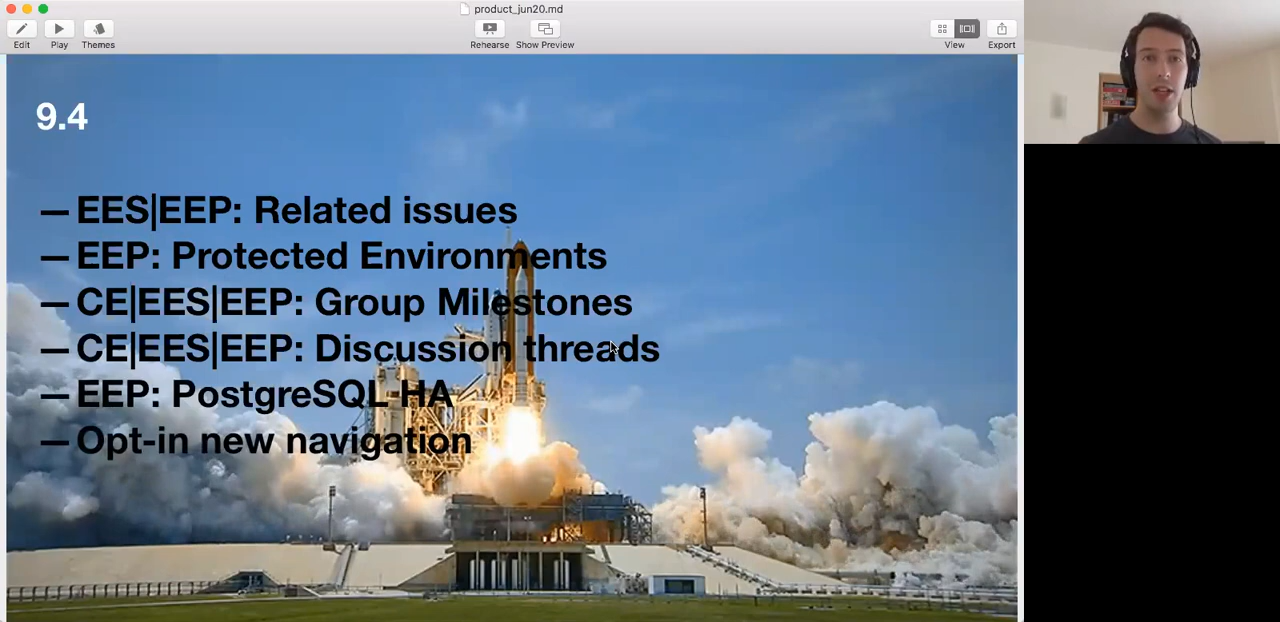 product_jun20.md
Edit Play Themes Rehearse Show Preview View Export
9.4
— EES|EEP: Related issues
— EEP: Protected Environments
— CE|EES|EEP: Group Milestones
— CE|EES|EEP: Discussion threads
— EEP: PostgreSQL HA
— Opt-in new navigation